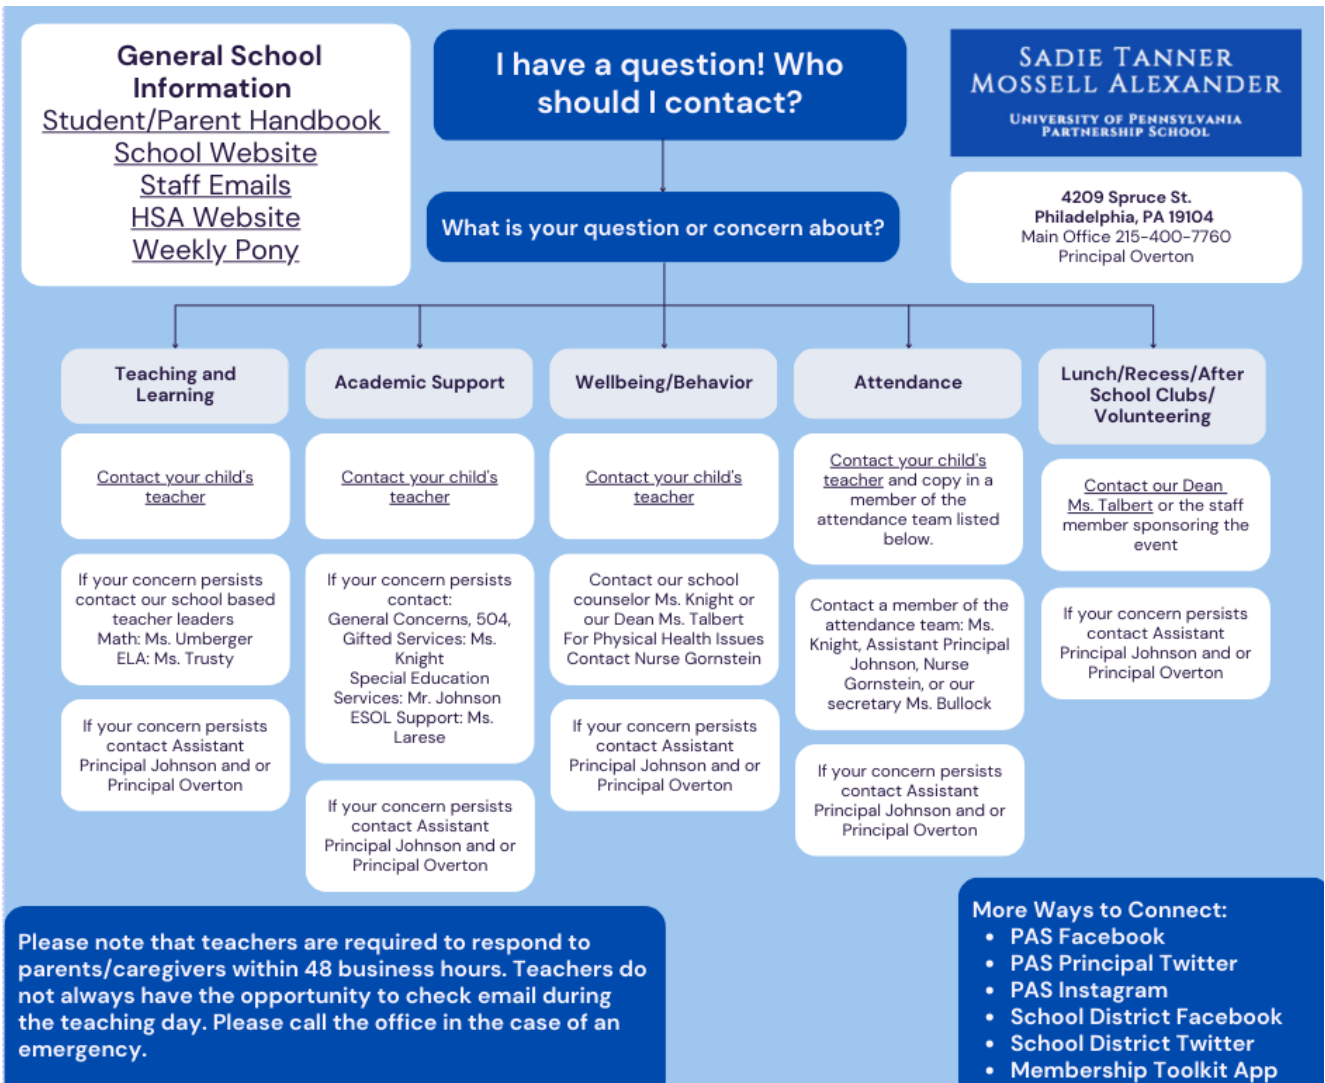 General School
Information
Student/Parent Handbook
School Website
Staff Emails
HSA Website
Weekly Pony
I have a question! Who
should I contact?
What is your question or concern about?
SADIE TANNER
MOSSELL ALEXANDER
UNIVERSITY OF PENNSYLVANIA
PARTNERSHIP SCHOOL
4209 Spruce St.
Philadelphia, PA 19104
Main Office 215-400-7760
Principal Overton
Teaching and
Learning
Contact your child's
teacher
If your concern persists
contact our school based
teacher leaders
Math: Ms. Umberger
ELA: Ms. Trusty
If your concern persists
contact Assistant
Principal Johnson and or
Principal Overton
Academic Support
Contact your child's
teacher
If your concern persists
contact:
General Concerns, 504,
Gifted Services: Ms.
Knight
Special Education
Services: Mr. Johnson
ESOL Support: Ms.
Larese
If your concern persists
contact Assistant
Principal Johnson and or
Principal Overton
Wellbeing/Behavior
Contact your child's
teacher
Contact our school
counselor Ms. Knight or
our Dean Ms. Talbert
For Physical Health Issues
Contact Nurse Gornstein
If your concern persists
contact Assistant
Principal Johnson and or
Principal Overton
Attendance
Contact your child's
teacher and copy in a
member of the
attendance team listed
below.
Contact a member of the
attendance team: Ms.
Knight, Assistant Principal
Johnson, Nurse
Gornstein, or our
secretary Ms. Bullock
If your concern persists
contact Assistant
Principal Johnson and or
Principal Overton
Lunch/Recess/After
School Clubs/
Volunteering
Contact our Dean
Ms. Talbert or the staff
member sponsoring the
event
If your concern persists
contact Assistant
Principal Johnson and or
Principal Overton
Please note that teachers are required to respond to
parents/caregivers within 48 business hours. Teachers do
not always have the opportunity to check email during
the teaching day. Please call the office in the case of an
emergency.
More Ways to Connect:
• PAS Facebook
• PAS Principal Twitter
• PAS Instagram
• School District Facebook
• School District Twitter
• Membership Toolkit App